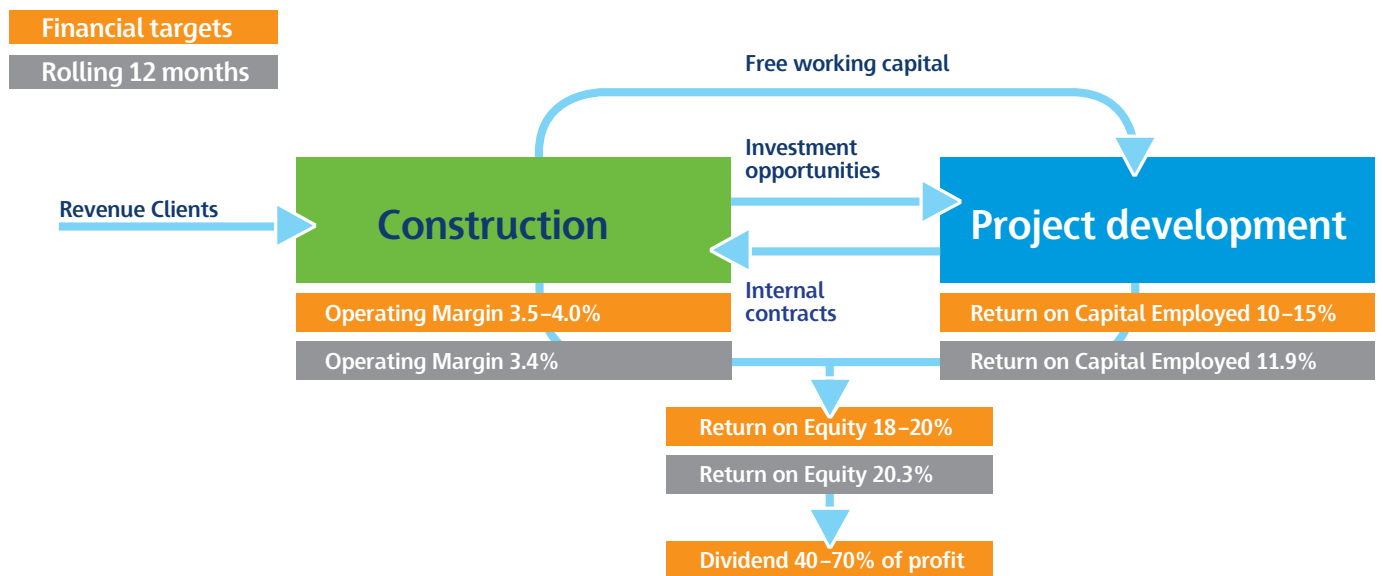 Financial targets
Rolling 12 months
Free working capital
Revenue Clients
Construction
Investment
opportunities
Internal
contracts
Project development
Operating Margin 3.5–4.0%
Operating Margin 3.4%
Return on Capital Employed 10–15%
Return on Capital Employed 11.9%
Return on Equity 18–20%
Return on Equity 20.3%
Dividend 40–70% of profit